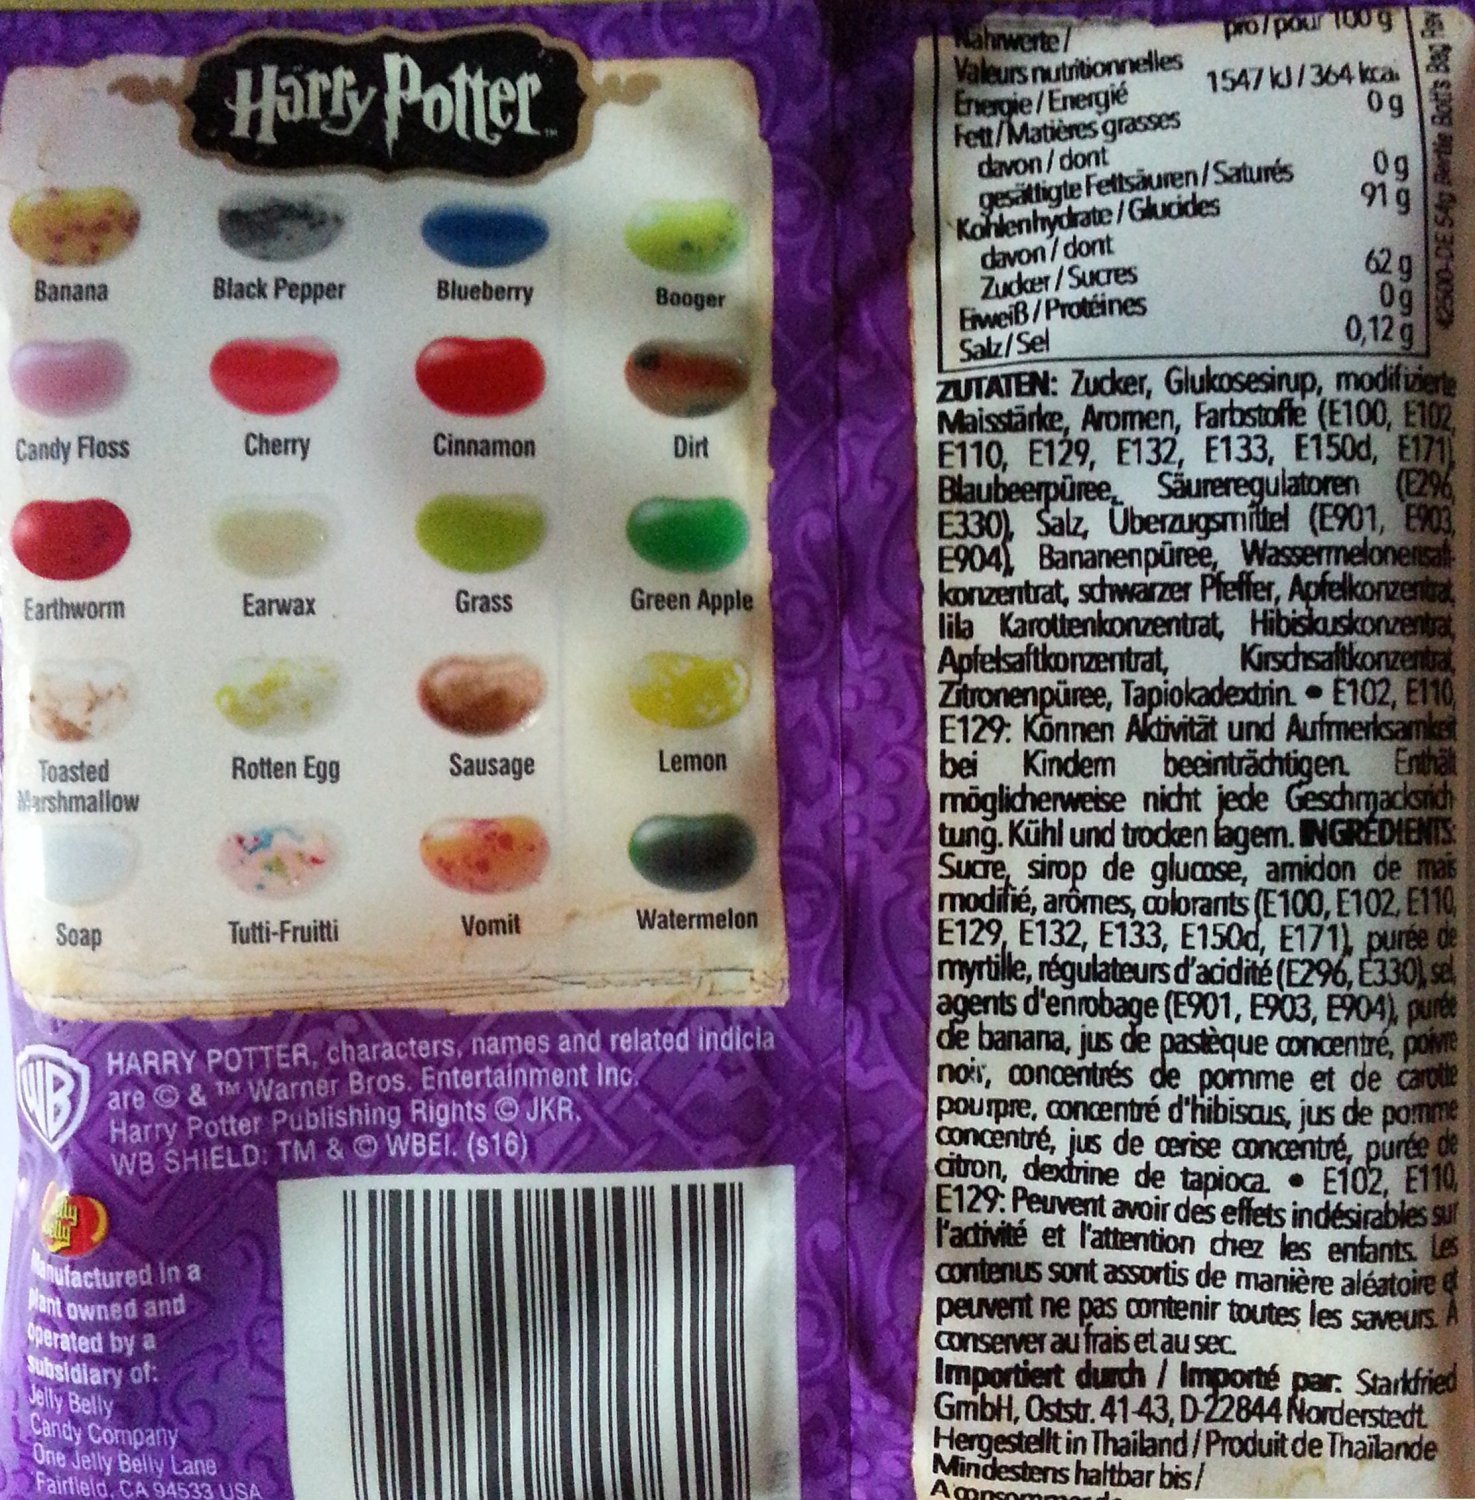 Harry Potter
Banana Black Pepper Blueberry Booger
Candy Floss Cherry Cinnamon Dirt
Earthworm Earwax Grass Green Apple
Toasted Marshmallow Rotten Egg Sausage Lemon
Soap Tutti-Fruitti Vomit Watermelon
HARRY POTTER, characters, names and related indicia
are © & ™ Warner Bros. Entertainment Inc.
Harry Potter Publishing Rights © JKR.
WB SHIELD: TM & © WBEI. (s16)
WB
Manufactured in a
plant owned and
operated by a
subsidiary of:
Jelly Belly
Candy Company
One Jelly Belly Lane
Fairfield, CA 94533 USA
Nährwerte / pro / pour 100 g
Valeurs nutritionnelles
Energie / Energié 1547 kJ / 364 kcal
Fett / Matières grasses 0 g
davon / dont
gesättigte Fettsäuren / Saturés 0 g
Kohlenhydrate / Glucides 91 g
davon / dont
Zucker / Sucres 62 g
Eiweiß / Protéines 0 g
Salz / Sel 0,12 g
42500-DE 54g Bertie Bott's Bag
ZUTATEN: Zucker, Glukosesirup, modifizierte
Maisstärke, Aromen, Farbstoffe (E100, E102,
E110, E129, E132, E133, E150d, E171),
Blaubeerpüree, Säureregulatoren (E296,
E330), Salz, Überzugsmittel (E901, E903,
E904), Bananenpüree, Wassermelonensaft-
konzentrat, schwarzer Pfeffer, Apfelkonzentrat,
lila Karottenkonzentrat, Hibiskuskonzentrat,
Apfelsaftkonzentrat, Kirschsaftkonzentrat,
Zitronenpüree, Tapiokadextrin. • E102, E110,
E129: Können Aktivität und Aufmerksamkeit
bei Kindern beeinträchtigen. Enthält
möglicherweise nicht jede Geschmacksrich
tung. Kühl und trocken lagern. INGRÉDIENTS:
Sucre, sirop de glucose, amidon de maïs
modifié, arômes, colorants (E100, E102, E110,
E129, E132, E133, E150d, E171), purée de
myrtille, régulateurs d'acidité (E296, E330), sel,
agents d'enrobage (E901, E903, E904), purée
de banana, jus de pastèque concentré, poivre
noir, concentrés de pomme et de carotte
pourpre, concentré d'hibiscus, jus de pomme
concentré, jus de cerise concentré, purée de
citron, dextrine de tapioca. • E102, E110,
E129: Peuvent avoir des effets indésirables sur
l'activité et l'attention chez les enfants. Les
contenus sont assortis de manière aléatoire et
peuvent ne pas contenir toutes les saveurs. À
conserver au frais et au sec.
Importiert durch / Importé par: Starkfried
GmbH, Oststr. 41-43, D-22844 Norderstedt.
Hergestellt in Thailand / Produit de Thaïlande
Mindestens haltbar bis /